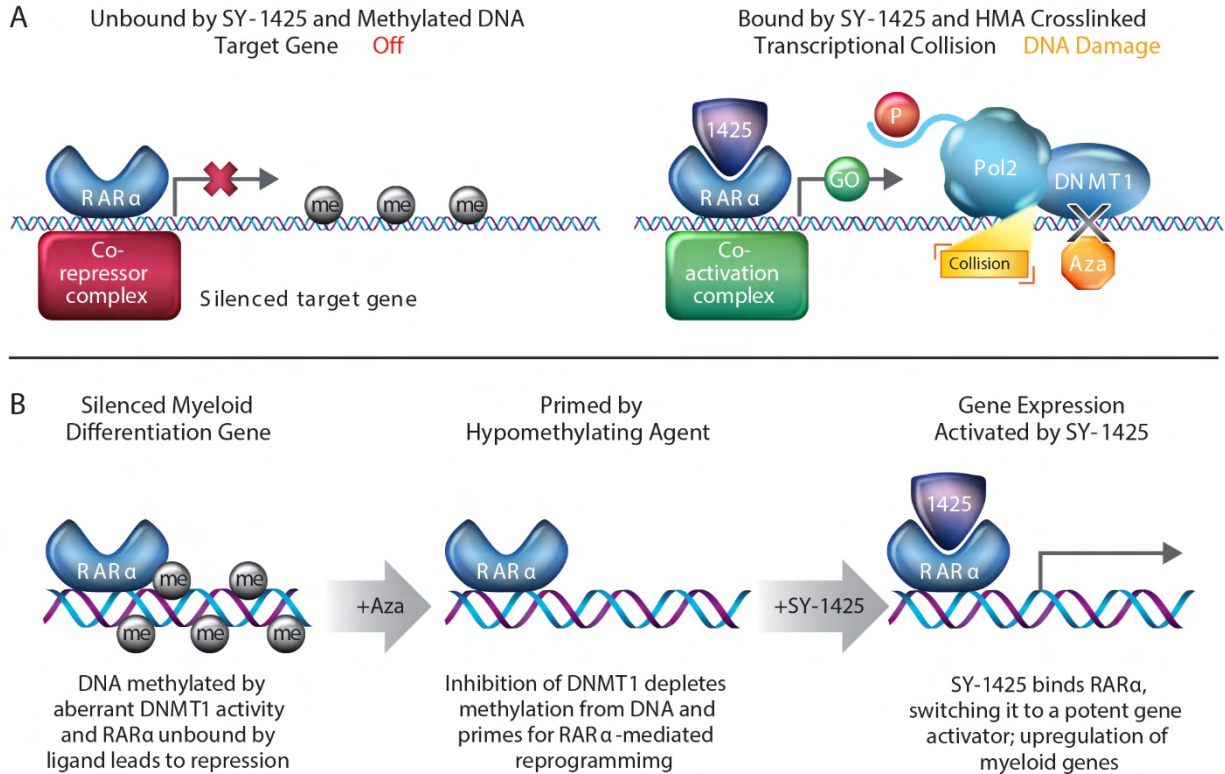 A
Unbound by SY-1425 and Methylated DNA
Target Gene Off
Bound by SY-1425 and HMA Crosslinked
Transcriptional Collision DNA Damage
RARα
me
me
me
Co-
repressor
complex
Silenced target gene
1425
RARα
GO
P
Pol2
DNMT1
Co-
activation
complex
Collision
Aza
B
Silenced Myeloid
Differentiation Gene
Primed by
Hypomethylating Agent
Gene Expression
Activated by SY-1425
RARα
me
me
me
me
me
+Aza
RARα
+SY-1425
1425
RARα
DNA methylated by
aberrant DNMT1 activity
and RARα unbound by
ligand leads to repression
Inhibition of DNMT1 depletes
methylation from DNA and
primes for RARα-mediated
reprogrammimg
SY-1425 binds RARα,
switching it to a potent gene
activator; upregulation of
myeloid genes